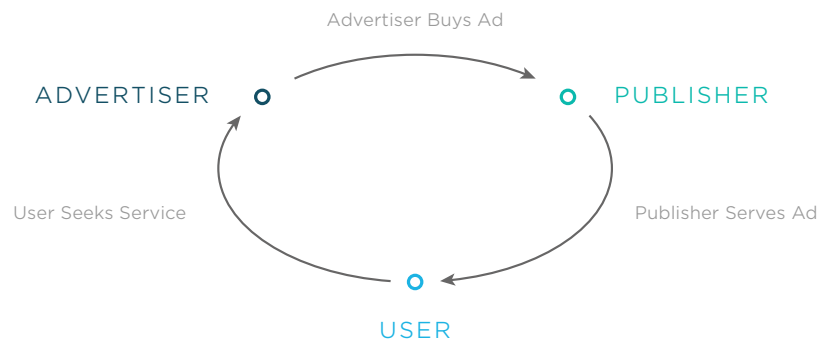 Advertiser Buys Ad
ADVERTISER
PUBLISHER
User Seeks Service
Publisher Serves Ad
USER